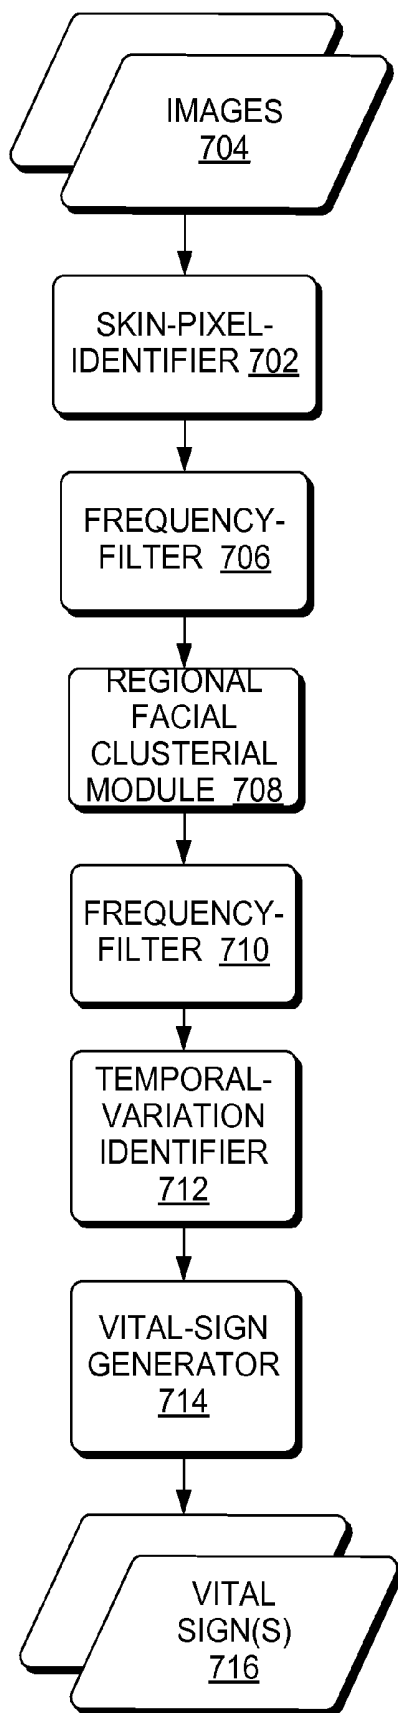 IMAGES
704
SKIN-PIXEL-
IDENTIFIER 702
FREQUENCY-
FILTER 706
REGIONAL
FACIAL
CLUSTERIAL
MODULE 708
FREQUENCY-
FILTER 710
TEMPORAL-
VARIATION
IDENTIFIER
712
VITAL-SIGN
GENERATOR
714
VITAL
SIGN(S)
716